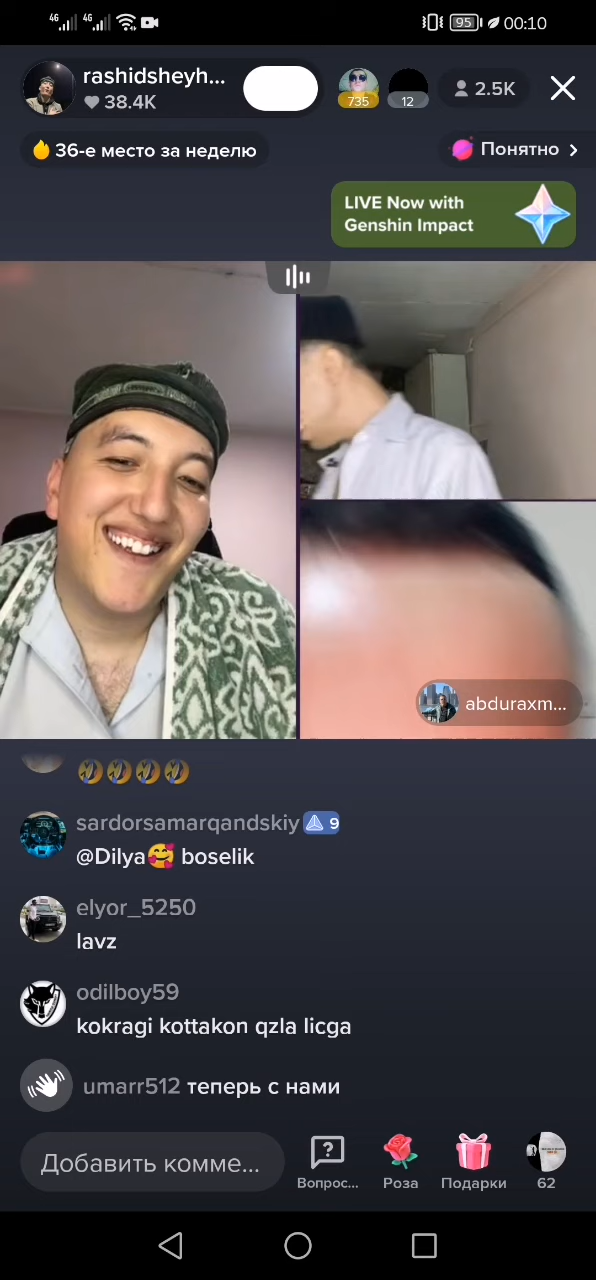 4G 4G 95 00:10
rashidsheyh...
38.4K
735
12
2.5K
36-е место за неделю
Понятно
LIVE Now with
Genshin Impact
abduraxm...
sardorsamarqandskiy 9
@Dilya🥰 boselik
elyor_5250
lavz
odilboy59
kokragi kottakon qzla licga
umarr512 теперь с нами
Добавить комме...
Вопрос...
Роза
Подарки
62